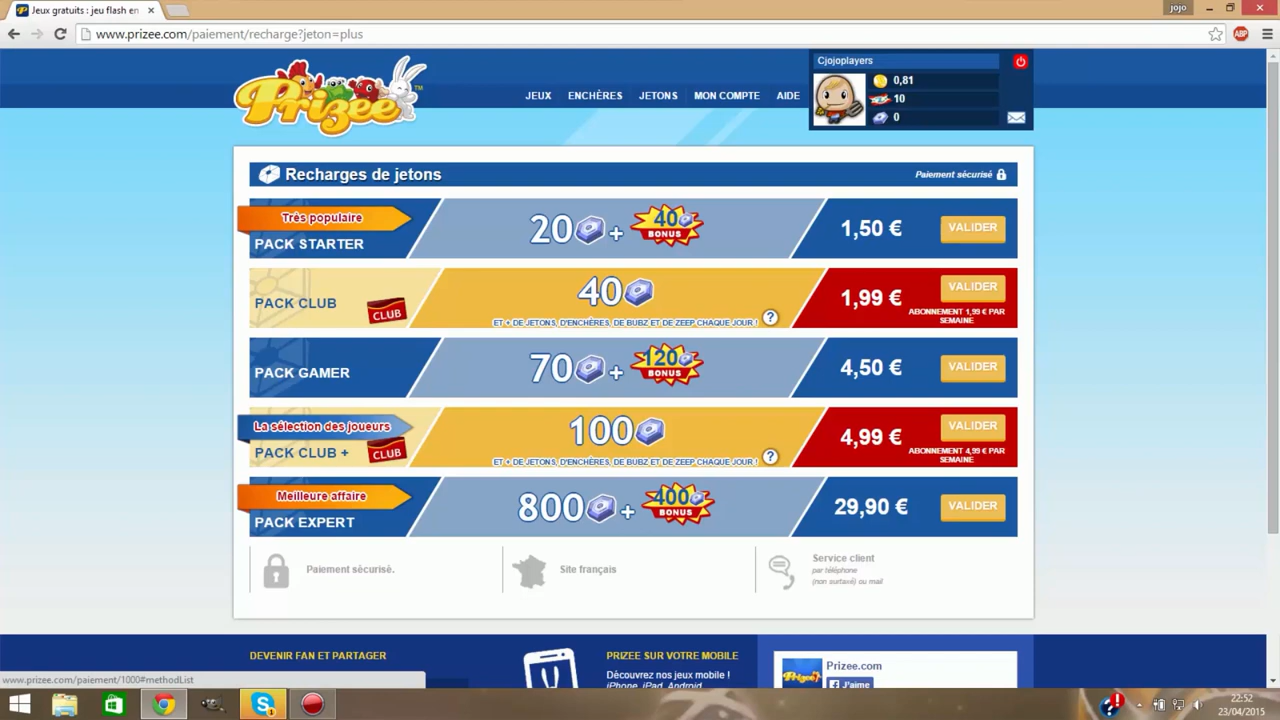 Jeux gratuits : jeu flash en
jojo
www.prizee.com/paiement/recharge?jeton=plus
ABP
Prizee™
JEUX ENCHÈRES JETONS MON COMPTE AIDE
Cjojoplayers
0,81
10
0
Recharges de jetons
Paiement sécurisé
Très populaire
PACK STARTER
20 + 40 BONUS
1,50 €
VALIDER
PACK CLUB
CLUB
40
ET + DE JETONS, D'ENCHÈRES, DE BUBZ ET DE ZEEP CHAQUE JOUR !
?
1,99 €
VALIDER
ABONNEMENT 1,99 € PAR
SEMAINE
PACK GAMER
70 + 120 BONUS
4,50 €
VALIDER
La sélection des joueurs
PACK CLUB +
CLUB
100
ET + DE JETONS, D'ENCHÈRES, DE BUBZ ET DE ZEEP CHAQUE JOUR !
?
4,99 €
VALIDER
ABONNEMENT 4,99 € PAR
SEMAINE
Meilleure affaire
PACK EXPERT
800 + 400 BONUS
29,90 €
VALIDER
Paiement sécurisé.
Site français
Service client
par téléphone
(non surtaxé) ou mail
DEVENIR FAN ET PARTAGER
PRIZEE SUR VOTRE MOBILE
Découvrez nos jeux mobile !
iPhone, iPad, Android
Prizee.com
J'aime
www.prizee.com/paiement/1000#methodList
22:52
23/04/2015